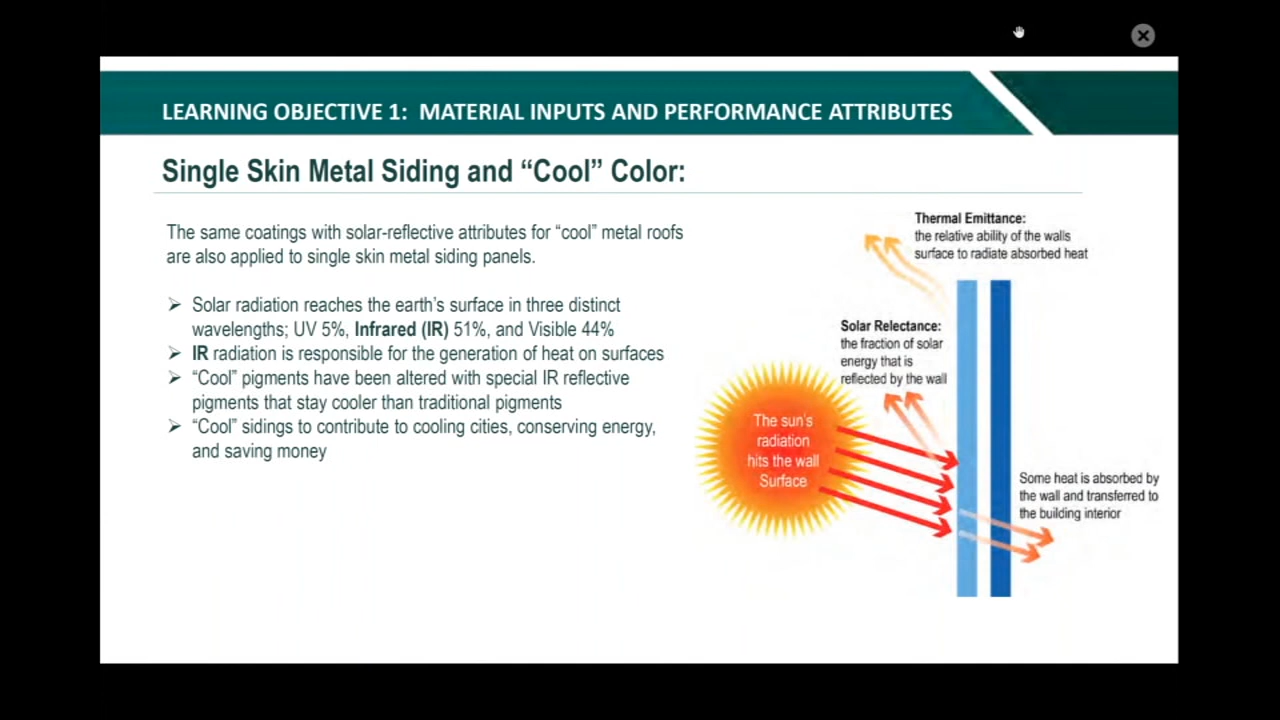 LEARNING OBJECTIVE 1: MATERIAL INPUTS AND PERFORMANCE ATTRIBUTES
Single Skin Metal Siding and “Cool” Color:
The same coatings with solar-reflective attributes for “cool” metal roofs
are also applied to single skin metal siding panels.
➢ Solar radiation reaches the earth’s surface in three distinct
wavelengths; UV 5%, Infrared (IR) 51%, and Visible 44%
➢ IR radiation is responsible for the generation of heat on surfaces
➢ “Cool” pigments have been altered with special IR reflective
pigments that stay cooler than traditional pigments
➢ “Cool” sidings to contribute to cooling cities, conserving energy,
and saving money
Thermal Emittance:
the relative ability of the walls
surface to radiate absorbed heat
Solar Relectance:
the fraction of solar
energy that is
reflected by the wall
The sun’s
radiation
hits the wall
Surface
Some heat is absorbed by
the wall and transferred to
the building interior